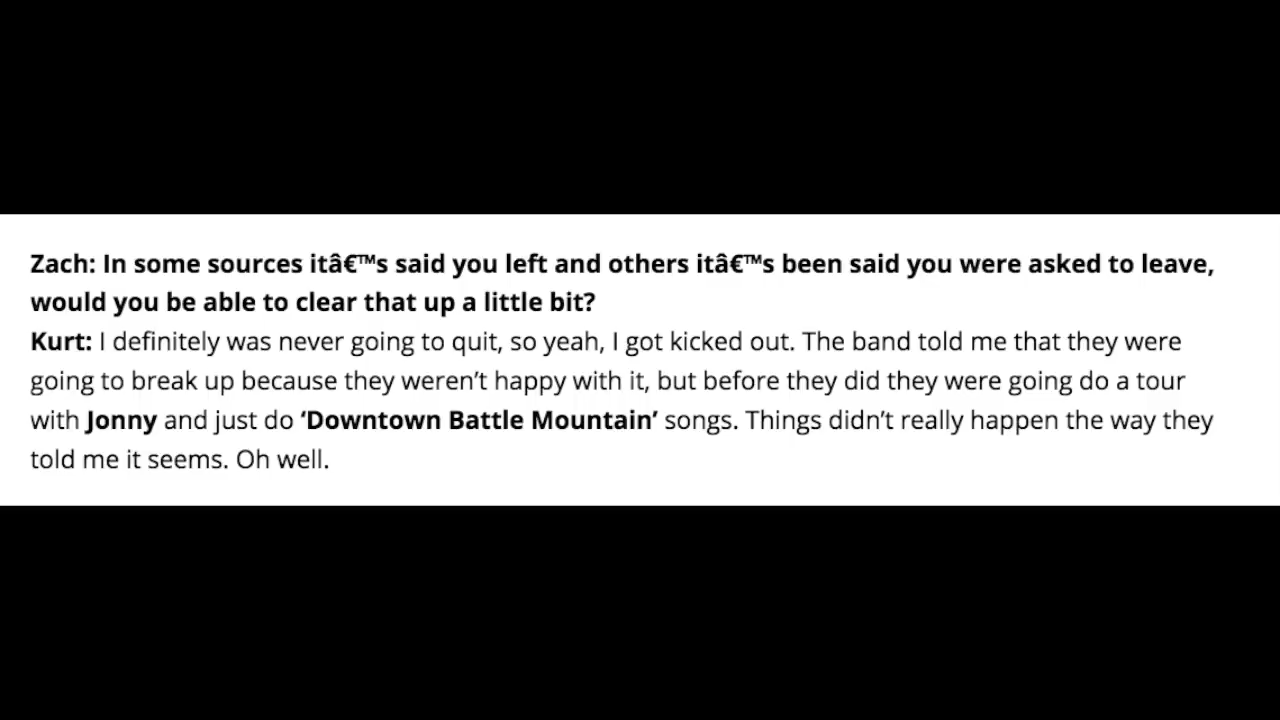 Zach: In some sources itâ€™s said you left and others itâ€™s been said you were asked to leave,
would you be able to clear that up a little bit?
Kurt: I definitely was never going to quit, so yeah, I got kicked out. The band told me that they were
going to break up because they weren’t happy with it, but before they did they were going do a tour
with Jonny and just do ‘Downtown Battle Mountain’ songs. Things didn’t really happen the way they
told me it seems. Oh well.